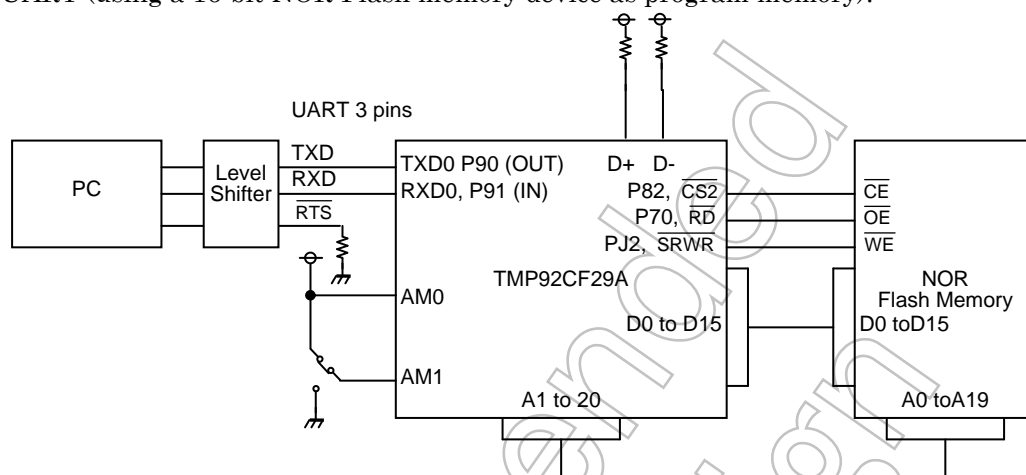 UART (using a 16-bit NOR Flash memory device as program memory).
UART 3 pins
PC
Level
Shifter
TXD
RXD
RTS
TXD0 P90 (OUT)
RXD0, P91 (IN)
D+ D-
P82, CS2
P70, RD
PJ2, SRWR
CE
OE
WE
TMP92CF29A
NOR
Flash Memory
AM0
D0 to D15
D0 toD15
AM1
A1 to 20
A0 toA19